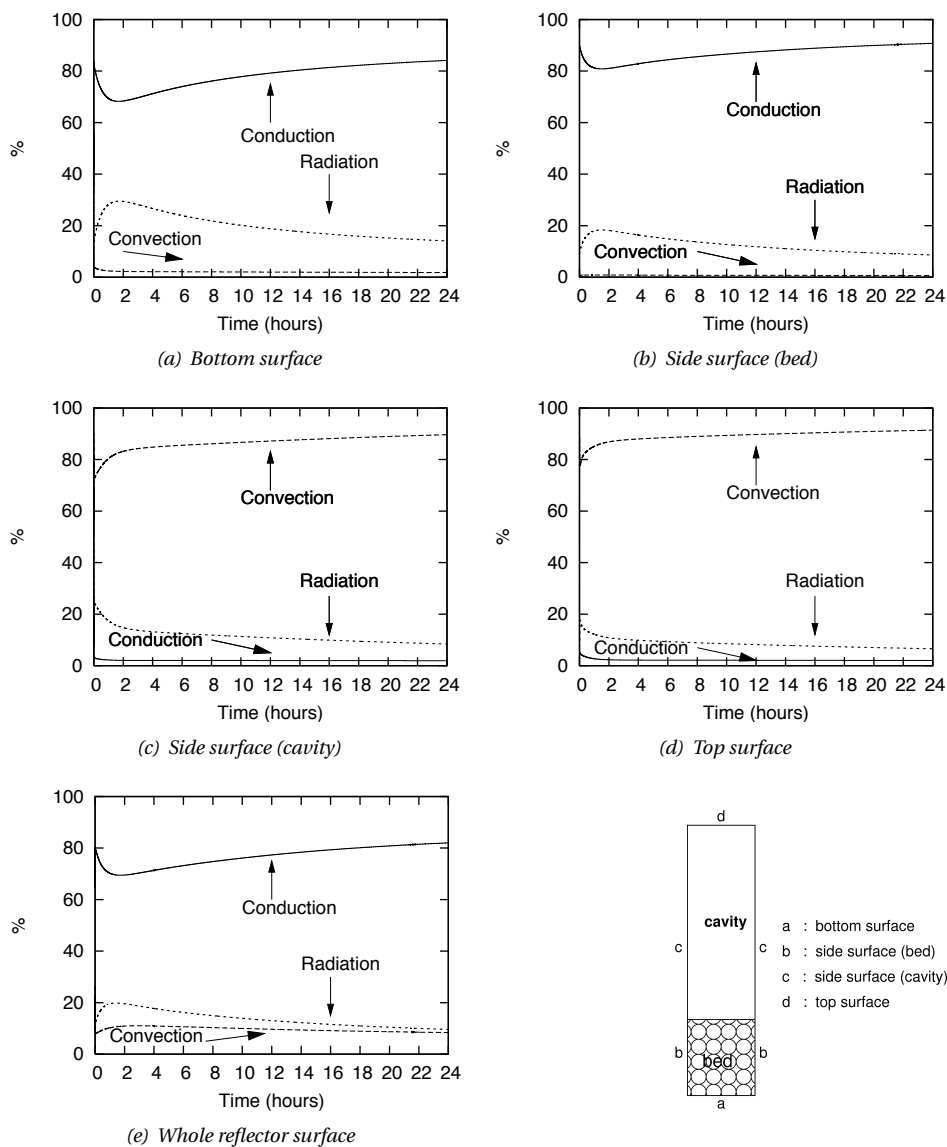 100
80
60
40
20
0
%
Conduction
Radiation
Convection
0 2 4 6 8 10 12 14 16 18 20 22 24
Time (hours)
(a) Bottom surface
100
80
60
40
20
0
%
Conduction
Radiation
Convection
0 2 4 6 8 10 12 14 16 18 20 22 24
Time (hours)
(b) Side surface (bed)
100
80
60
40
20
0
%
Convection
Radiation
Conduction
0 2 4 6 8 10 12 14 16 18 20 22 24
Time (hours)
(c) Side surface (cavity)
100
80
60
40
20
0
%
Convection
Radiation
Conduction
0 2 4 6 8 10 12 14 16 18 20 22 24
Time (hours)
(d) Top surface
100
80
60
40
20
0
%
Conduction
Radiation
Convection
0 2 4 6 8 10 12 14 16 18 20 22 24
Time (hours)
(e) Whole reflector surface
d
cavity
c c
b bed b
a
a : bottom surface
b : side surface (bed)
c : side surface (cavity)
d : top surface